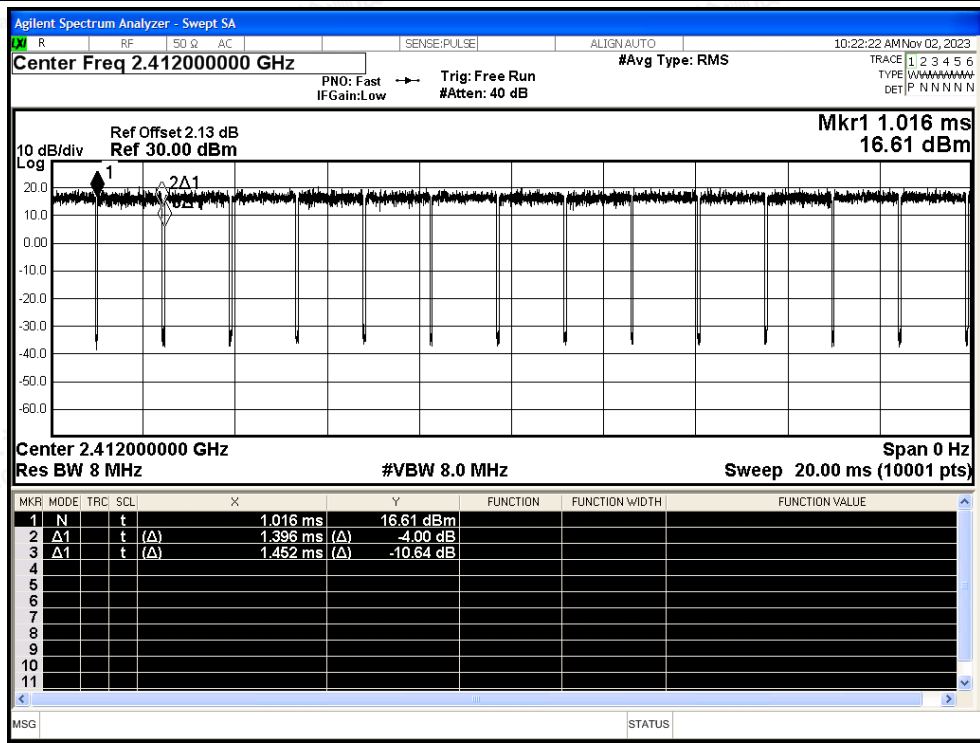 Agilent Spectrum Analyzer - Swept SA
LXI R RF 50 Ω AC SENSE:PULSE ALIGN AUTO 10:22:22 AM Nov 02, 2023
Center Freq 2.412000000 GHz
PNO: Fast
IFGain:Low
Trig: Free Run
#Atten: 40 dB
#Avg Type: RMS
TRACE 1 2 3 4 5 6
TYPE WWWWWW
DET P N N N N N
Mkr1 1.016 ms
16.61 dBm
Ref Offset 2.13 dB
10 dB/div Ref 30.00 dBm
Log
1
2Δ1
20.0
10.0
0.00
-10.0
-20.0
-30.0
-40.0
-50.0
-60.0
Center 2.412000000 GHz Span 0 Hz
Res BW 8 MHz #VBW 8.0 MHz Sweep 20.00 ms (10001 pts)
MKR MODE TRC SCL X Y FUNCTION FUNCTION WIDTH FUNCTION VALUE
1 N t 1.016 ms 16.61 dBm
2 Δ1 t (Δ) 1.396 ms (Δ) -4.00 dB
3 Δ1 t (Δ) 1.452 ms (Δ) -10.64 dB
4
5
6
7
8
9
10
11
MSG STATUS